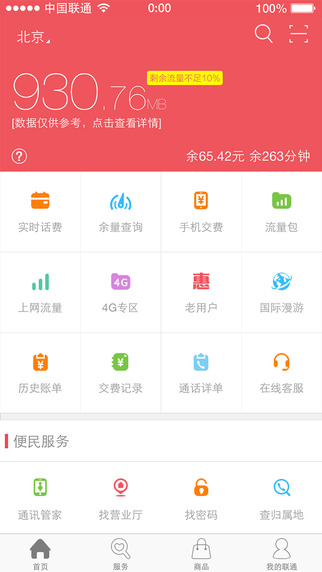 中国联通 0:00 100%
北京
剩余流量不足10%
930.76MB
[数据仅供参考，点击查看详情]
? 余65.42元 余263分钟
实时话费 余量查询 手机交费 流量包
4G 惠
上网流量 4G专区 老用户 国际漫游
历史账单 交费记录 通话详单 在线客服
便民服务
通讯管家 找营业厅 找密码 查归属地
首页 服务 商品 我的联通